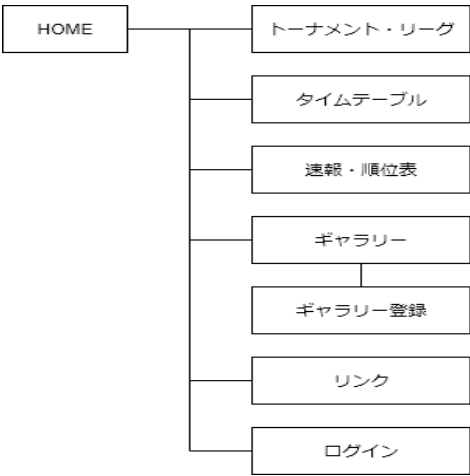 HOME
トーナメント・リーグ
タイムテーブル
速報・順位表
ギャラリー
ギャラリー登録
リンク
ログイン